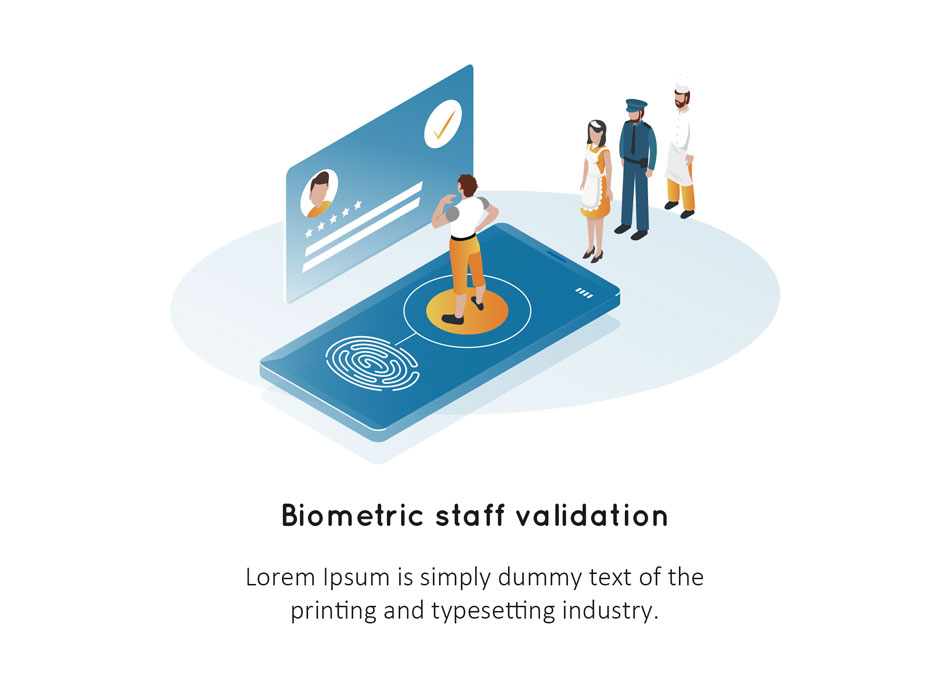 Biometric staff validation
Lorem Ipsum is simply dummy text of the
printing and typesetting industry.